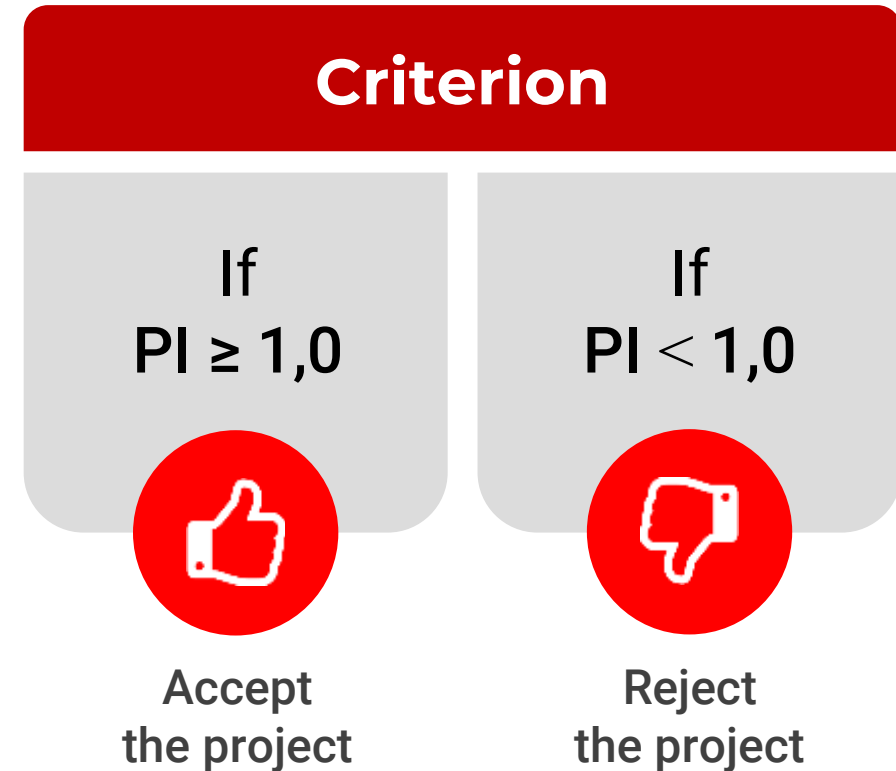 Criterion
If
PI ≥ 1,0
If
PI < 1,0
Accept
the project
Reject
the project